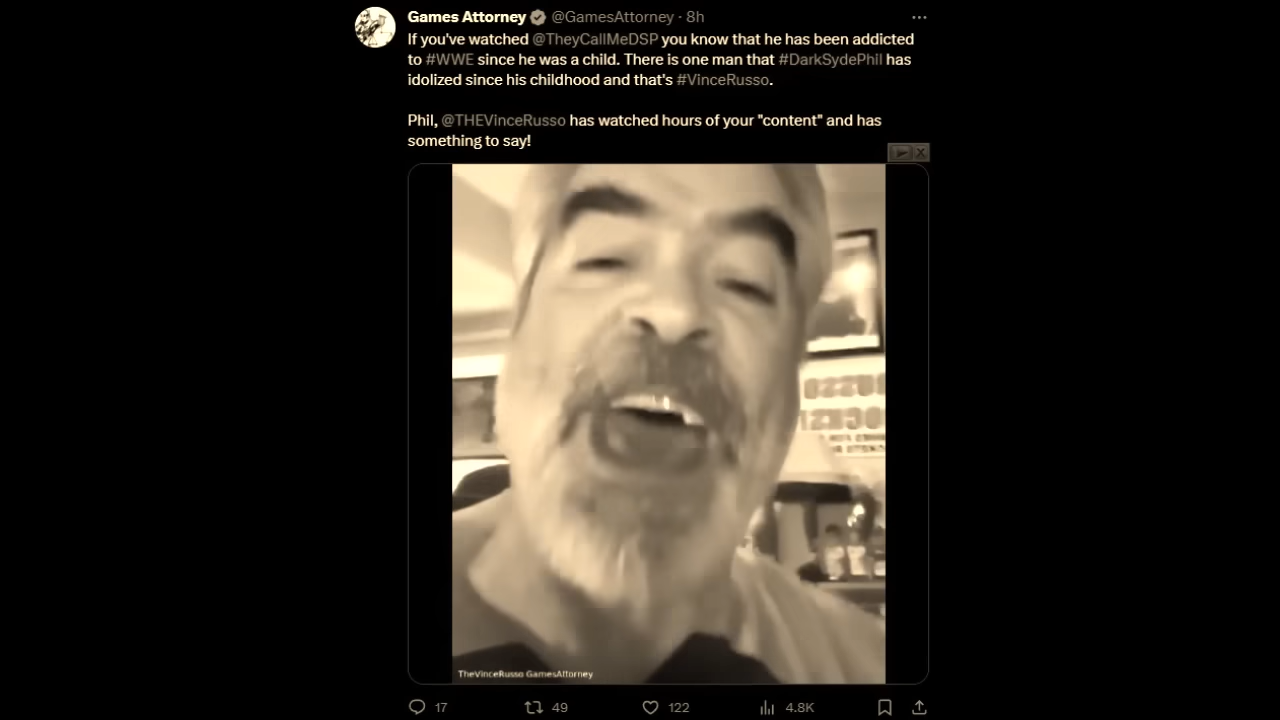 Games Attorney @GamesAttorney · 8h
If you've watched @TheyCallMeDSP you know that he has been addicted
to #WWE since he was a child. There is one man that #DarkSydePhil has
idolized since his childhood and that's #VinceRusso.
Phil, @THEVinceRusso has watched hours of your "content" and has
something to say!
TheVinceRusso GamesAttorney
17 49 122 4.8K